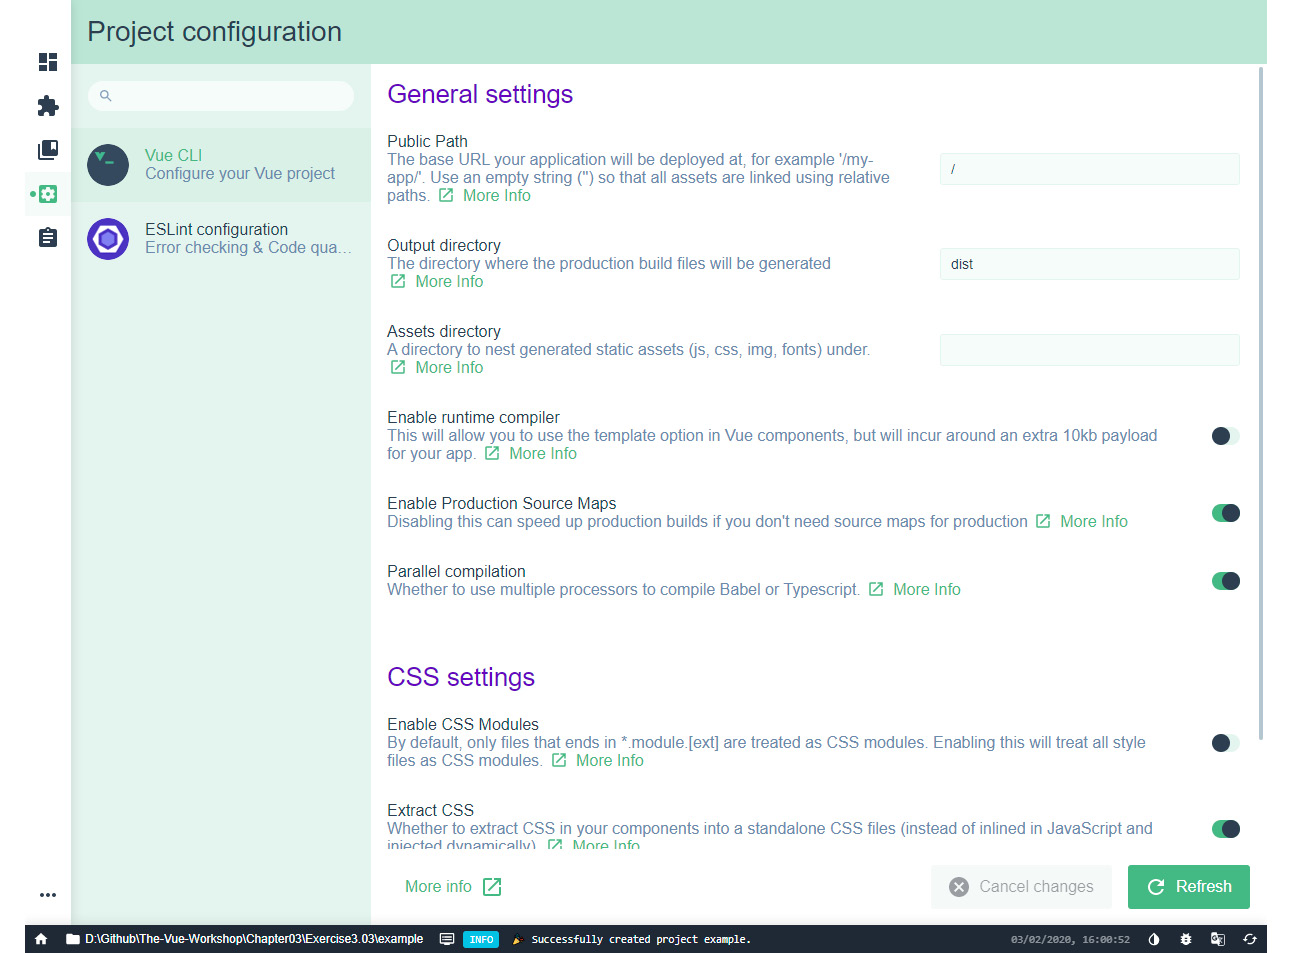 Project configuration
Vue CLI
Configure your Vue project
ESLint configuration
Error checking & Code qua…
General settings
Public Path
The base URL your application will be deployed at, for example '/my-
app/'. Use an empty string ('') so that all assets are linked using relative
paths. More Info
/
Output directory
The directory where the production build files will be generated
More Info
dist
Assets directory
A directory to nest generated static assets (js, css, img, fonts) under.
More Info
Enable runtime compiler
This will allow you to use the template option in Vue components, but will incur around an extra 10kb payload
for your app. More Info
Enable Production Source Maps
Disabling this can speed up production builds if you don't need source maps for production More Info
Parallel compilation
Whether to use multiple processors to compile Babel or Typescript. More Info
CSS settings
Enable CSS Modules
By default, only files that ends in *.module.[ext] are treated as CSS modules. Enabling this will treat all style
files as CSS modules. More Info
Extract CSS
Whether to extract CSS in your components into a standalone CSS files (instead of inlined in JavaScript and
injected dynamically). More Info
More info
Cancel changes
Refresh
D:\Github\The-Vue-Workshop\Chapter03\Exercise3.03\example
INFO
Successfully created project example.
03/02/2020, 16:00:52